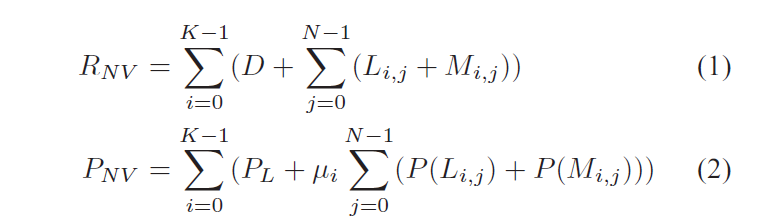 R_{NV} = \sum_{i=0}^{K-1} (D + \sum_{j=0}^{N-1} (L_{i,j} + M_{i,j})) (1)
P_{NV} = \sum_{i=0}^{K-1} (P_L + \mu_i \sum_{j=0}^{N-1} (P(L_{i,j}) + P(M_{i,j}))) (2)